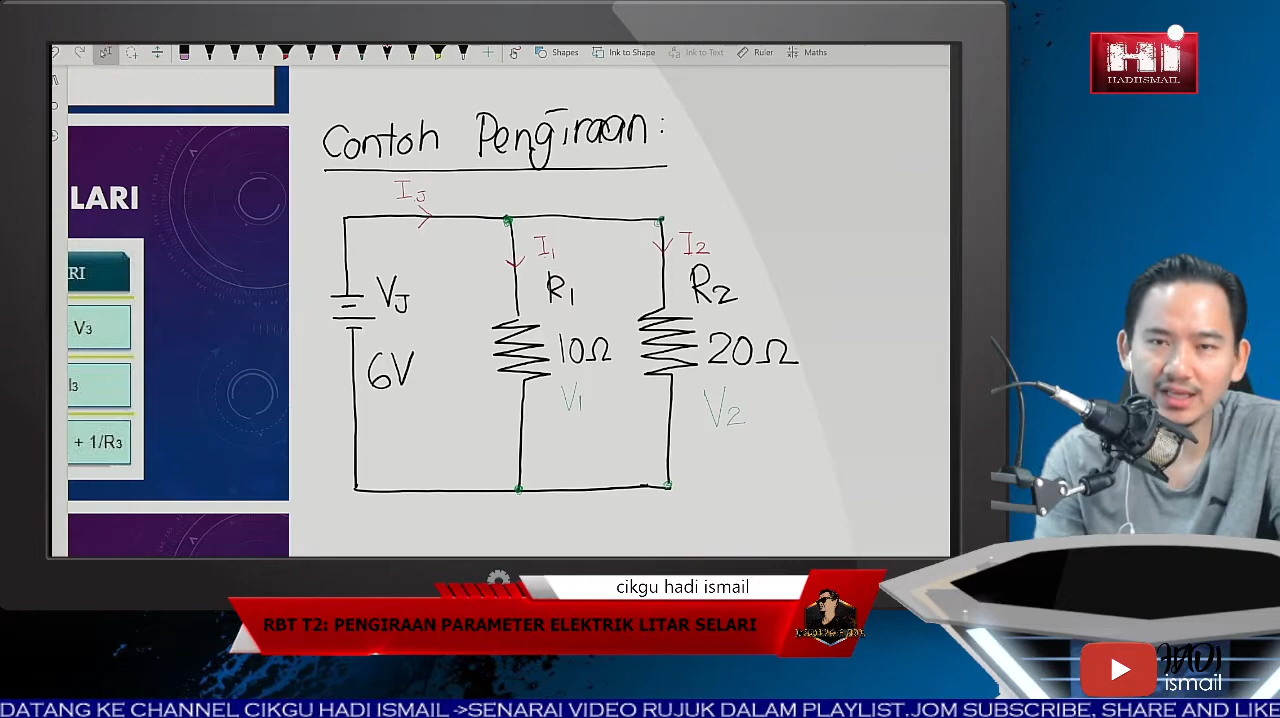 Shapes
Ink to Shape
Ink to Text
Ruler
Maths
Hi
HADIISMAIL
Contoh Pengiraan:
LARI
RI
V3
I3
+ 1/R3
IJ
I1
I2
R1
R2
VJ
6V
10Ω
20Ω
V1
V2
cikgu hadi ismail
RBT T2: PENGIRAAN PARAMETER ELEKTRIK LITAR SELARI
HADI
ismail
DATANG KE CHANNEL CIKGU HADI ISMAIL ->SENARAI VIDEO RUJUK DALAM PLAYLIST.JOM SUBSCRIBE, SHARE AND LIKE